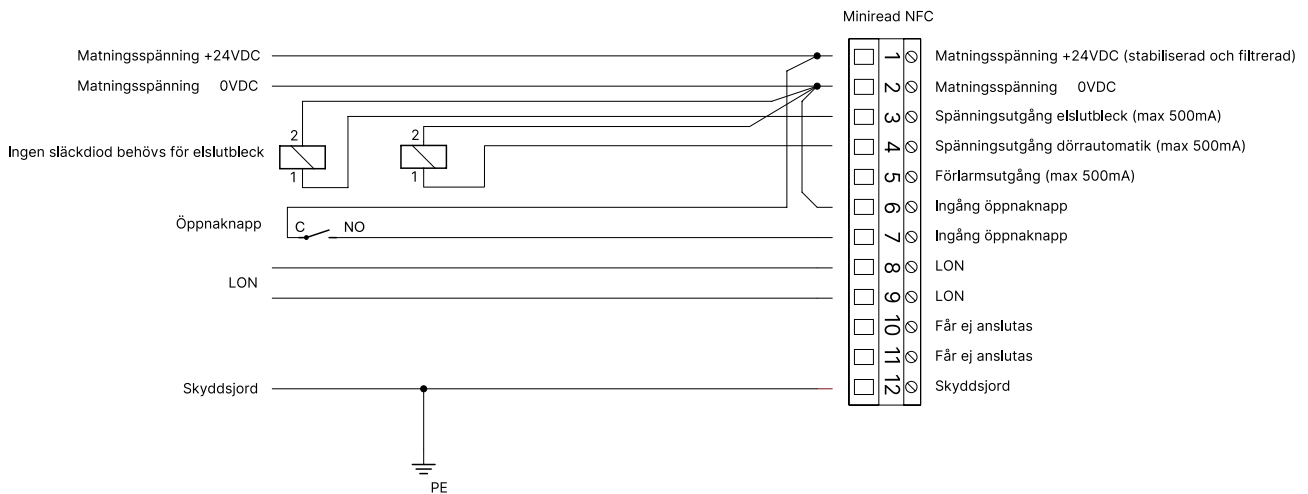 Miniread NFC
Matningsspänning +24VDC
1
Matningsspänning +24VDC (stabiliserad och filtrerad)
Matningsspänning 0VDC
2
Matningsspänning 0VDC
3
Spänningsutgång elslutbleck (max 500mA)
2
2
Ingen släckdiod behövs för elslutbleck
4
Spänningsutgång dörrautomatik (max 500mA)
1
1
5
Förlarmsutgång (max 500mA)
6
Ingång öppnaknapp
Öppnaknapp
C
NO
7
Ingång öppnaknapp
8
LON
LON
9
LON
10
Får ej anslutas
11
Får ej anslutas
Skyddsjord
12
Skyddsjord
PE